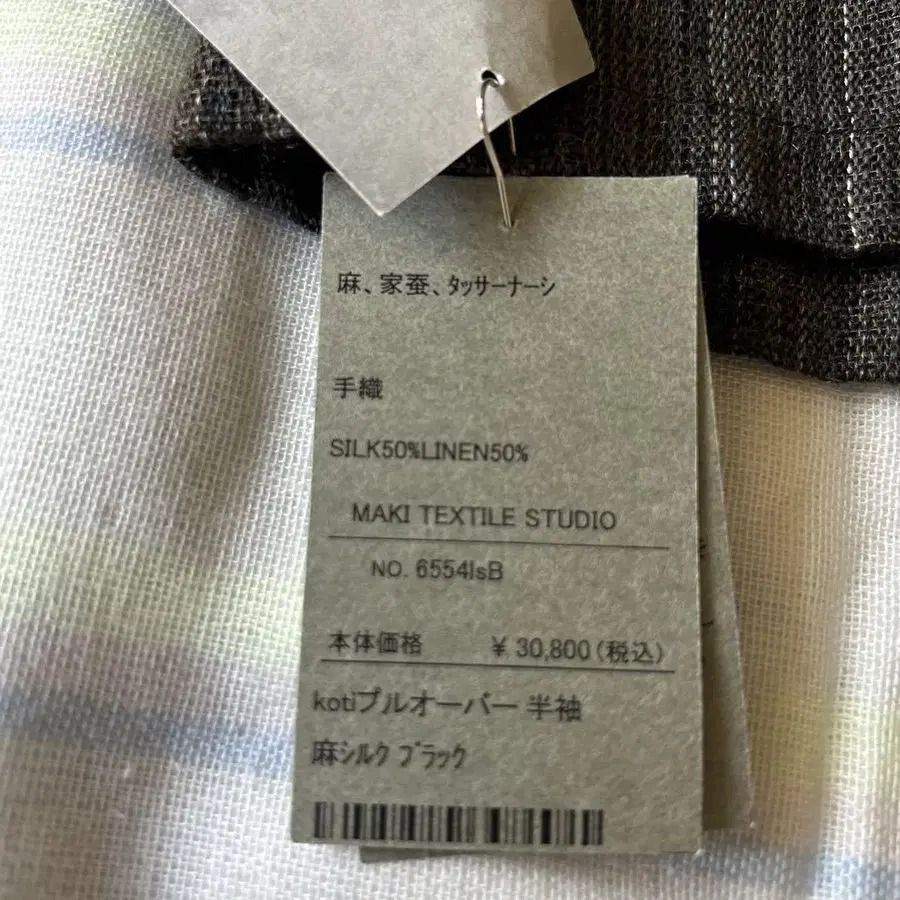 麻、家蚕、タッサーナーシ
手織
SILK50%LINEN50%
MAKI TEXTILE STUDIO
NO. 6554lsB
本体価格 ¥ 30,800(税込)
kotiプルオーバー 半袖
麻シルク ブラック